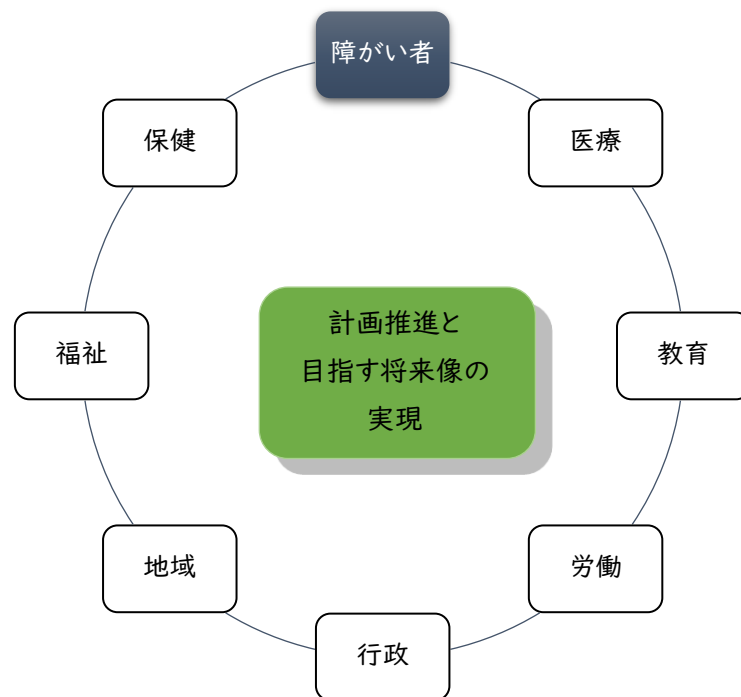 障がい者
保健
医療
計画推進と
目指す将来像の
実現
福祉
教育
地域
労働
行政